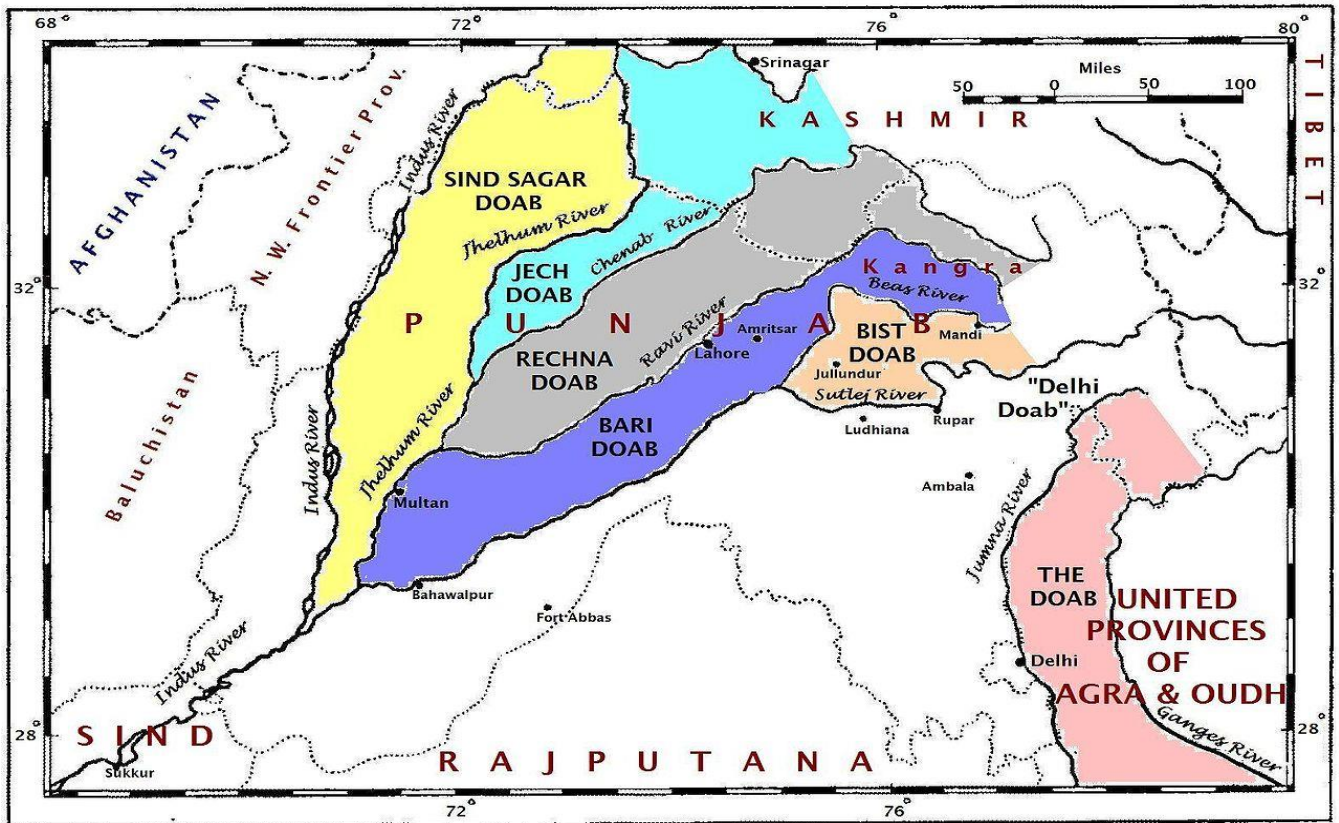 68°
72°
76°
80°
Srinagar
Miles
50 0 50 100
KASHMIR
TIBET
AFGHANISTAN
N. W. Frontier Prov.
Indus River
SIND SAGAR
DOAB
Jhelhum River
Chenab River
JECH
DOAB
32°
32°
Kangra
Beas River
PUNJAB
Ravi River
Amritsar
Lahore
BIST
DOAB
Mandi
RECHNA
DOAB
Jullundur
Sutlej River
"Delhi
Doab"
Baluchistan
Indus River
Jhelhum River
BARI
DOAB
Ludhiana
Rupar
Multan
Ambala
Jumna River
Bahawalpur
Fort Abbas
THE
DOAB
UNITED
PROVINCES
OF
AGRA & OUDH
Delhi
Indus River
Ganges River
28°
28°
SIND
Sukkur
RAJPUTANA
72°
76°